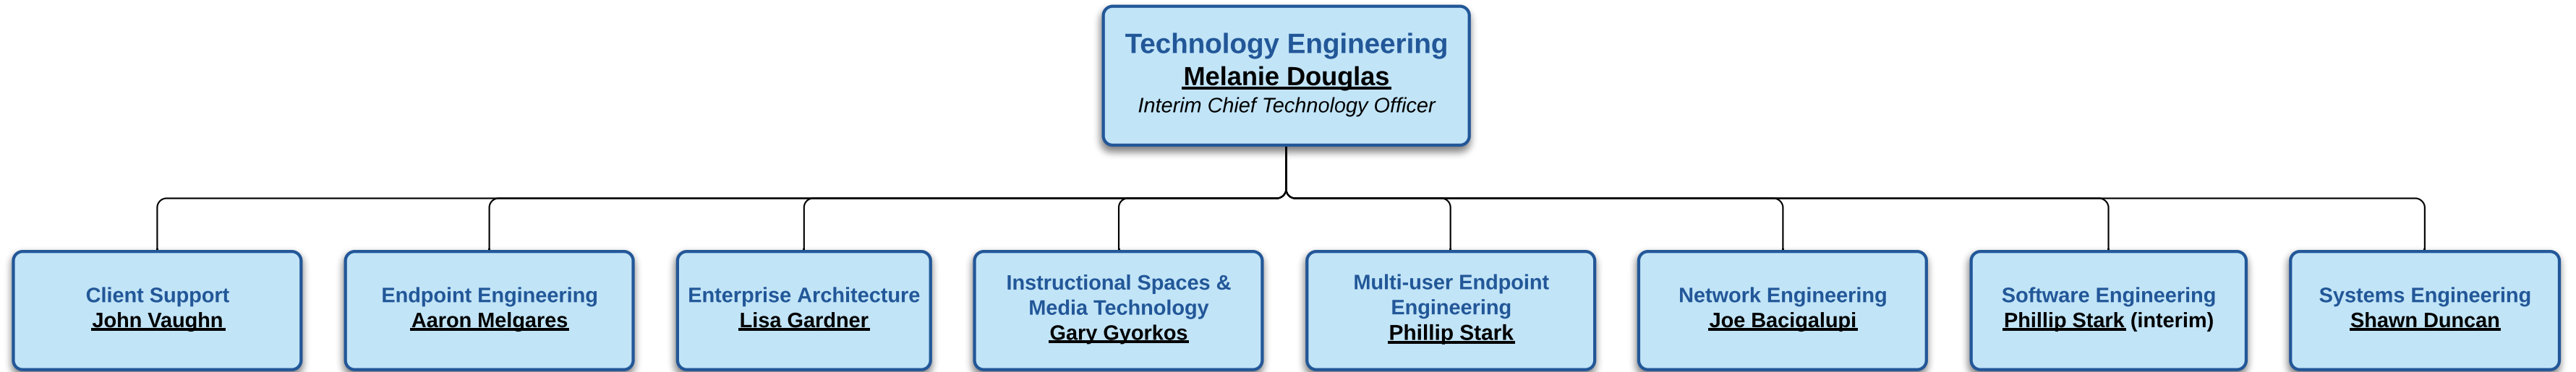 Technology Engineering
Melanie Douglas
Interim Chief Technology Officer
Client Support
John Vaughn
Endpoint Engineering
Aaron Melgares
Enterprise Architecture
Lisa Gardner
Instructional Spaces &
Media Technology
Gary Gyorkos
Multi-user Endpoint
Engineering
Phillip Stark
Network Engineering
Joe Bacigalupi
Software Engineering
Phillip Stark (interim)
Systems Engineering
Shawn Duncan